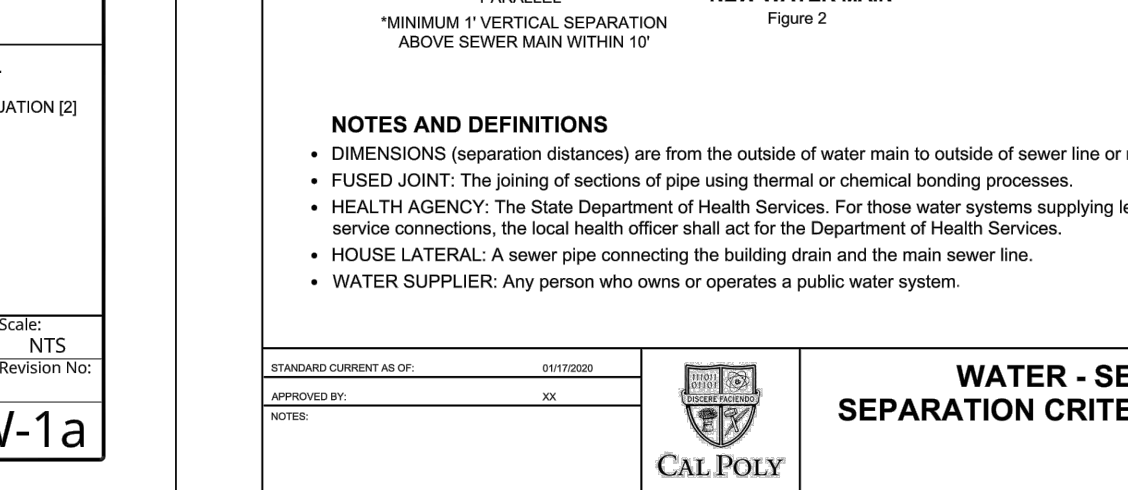 UATION [2]
Scale:
NTS
Revision No:
-1a
PARALLEL
*MINIMUM 1' VERTICAL SEPARATION
ABOVE SEWER MAIN WITHIN 10'
NEW WATER MAIN
Figure 2
NOTES AND DEFINITIONS
• DIMENSIONS (separation distances) are from the outside of water main to outside of sewer line or
• FUSED JOINT: The joining of sections of pipe using thermal or chemical bonding processes.
• HEALTH AGENCY: The State Department of Health Services. For those water systems supplying le
service connections, the local health officer shall act for the Department of Health Services.
• HOUSE LATERAL: A sewer pipe connecting the building drain and the main sewer line.
• WATER SUPPLIER: Any person who owns or operates a public water system.
STANDARD CURRENT AS OF: 01/17/2020
APPROVED BY: XX
NOTES:
DISCERE FACIENDO
CAL POLY
WATER - SE
SEPARATION CRITE